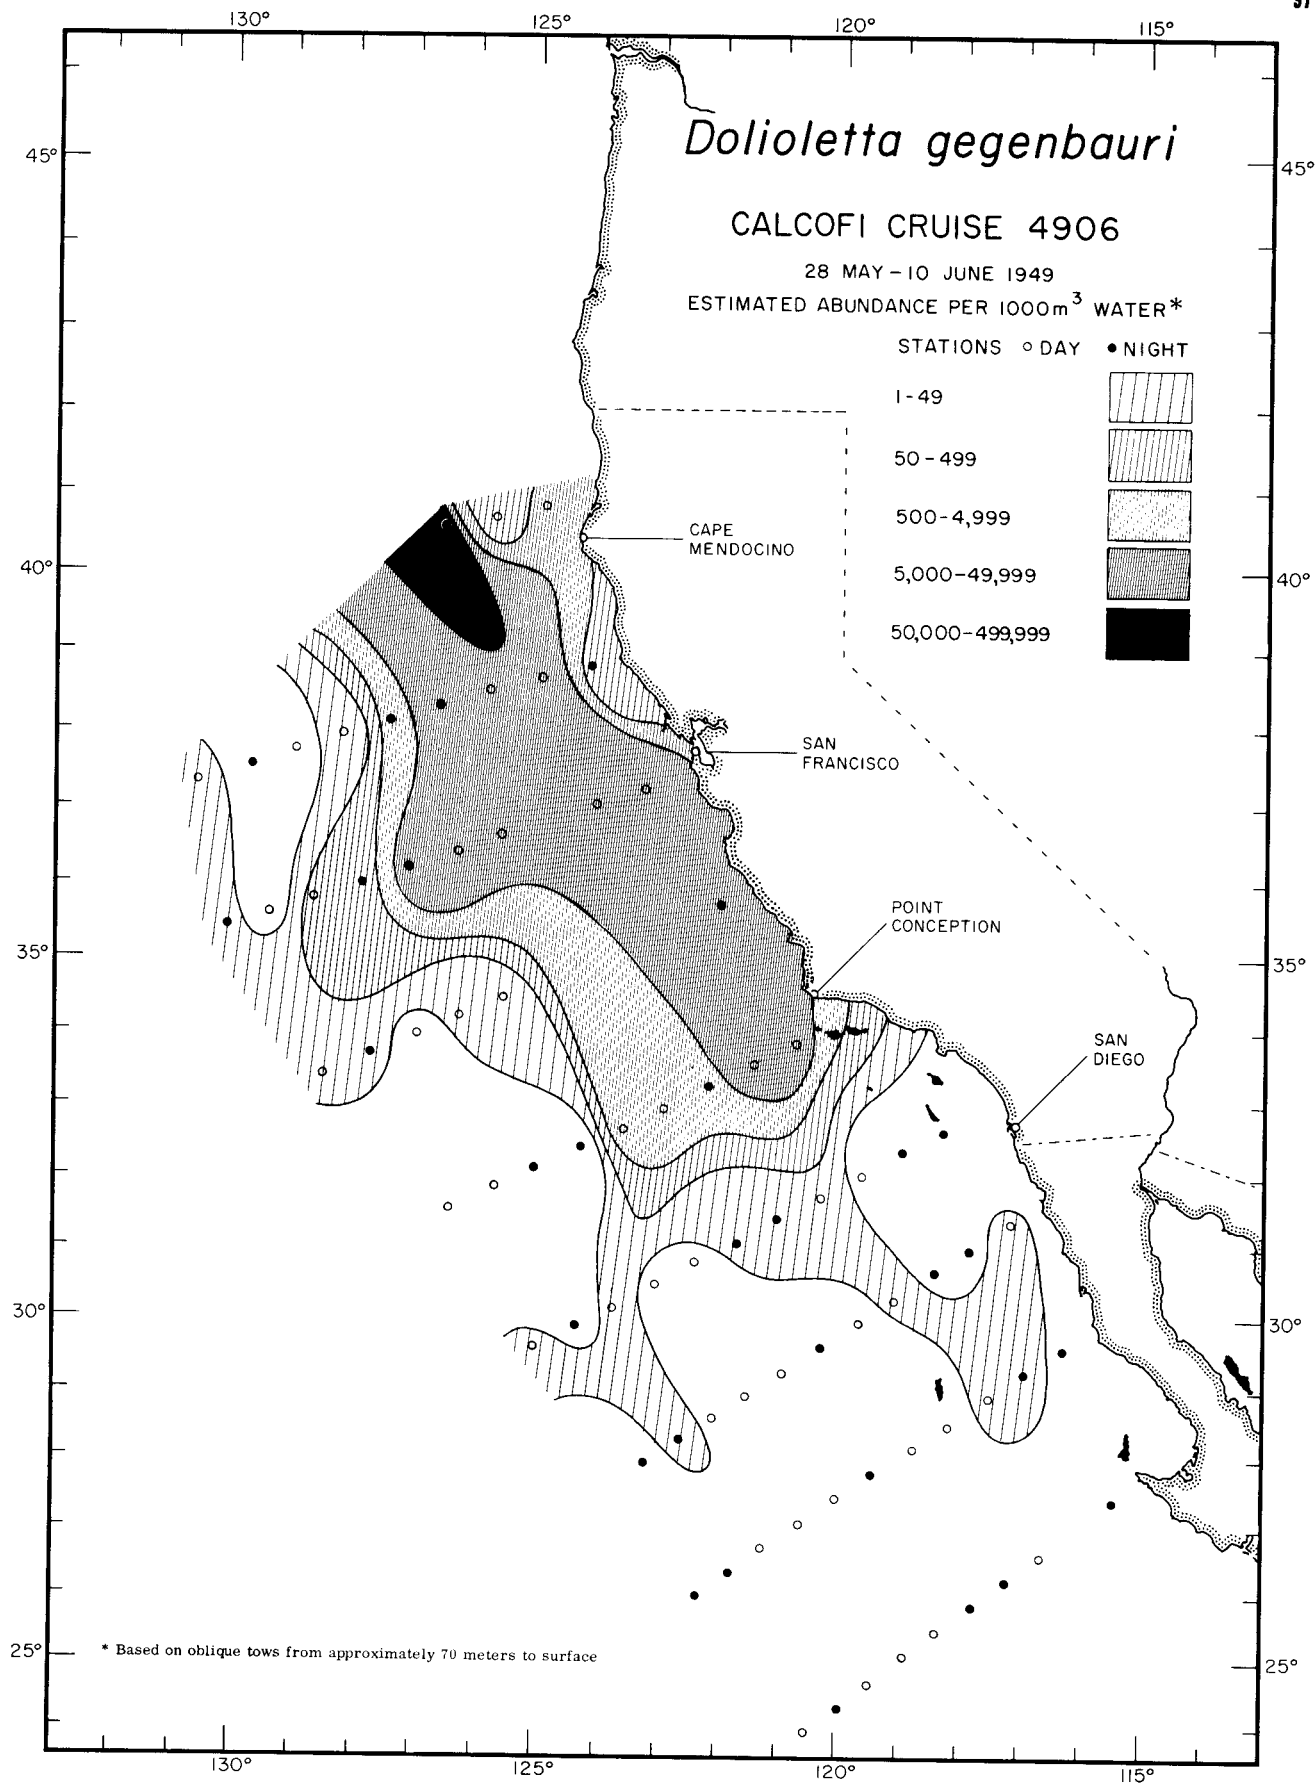 130°
125°
120°
115°
45°
45°
Dolioletta gegenbauri
CALCOFI CRUISE 4906
28 MAY – 10 JUNE 1949
ESTIMATED ABUNDANCE PER 1000m³ WATER*
STATIONS ○ DAY ● NIGHT
1 - 49
50 - 499
500 - 4,999
5,000 - 49,999
50,000 - 499,999
CAPE
MENDOCINO
40°
40°
SAN
FRANCISCO
POINT
CONCEPTION
35°
35°
SAN
DIEGO
30°
30°
* Based on oblique tows from approximately 70 meters to surface
25°
25°
130°
125°
120°
115°